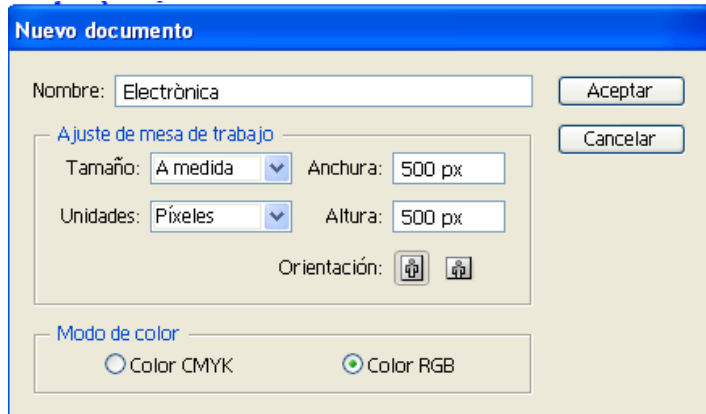 Nuevo documento
Nombre: Electrònica
Aceptar
Ajuste de mesa de trabajo
Cancelar
Tamaño: A medida Anchura: 500 px
Unidades: Píxeles Altura: 500 px
Orientación:
Modo de color
Color CMYK Color RGB